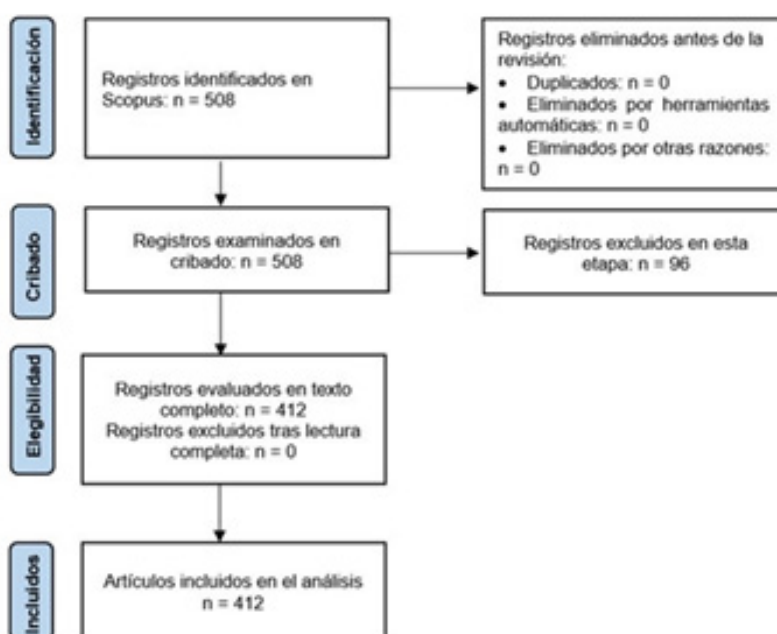 Identificación
Registros identificados en
Scopus: n = 508
Registros eliminados antes de la
revisión:
• Duplicados: n = 0
• Eliminados por herramientas
automáticas: n = 0
• Eliminados por otras razones:
n = 0
Cribado
Registros examinados en
cribado: n = 508
Registros excluidos en esta
etapa: n = 96
Elegibilidad
Registros evaluados en texto
completo: n = 412
Registros excluidos tras lectura
completa: n = 0
Incluidos
Artículos incluidos en el análisis
n = 412